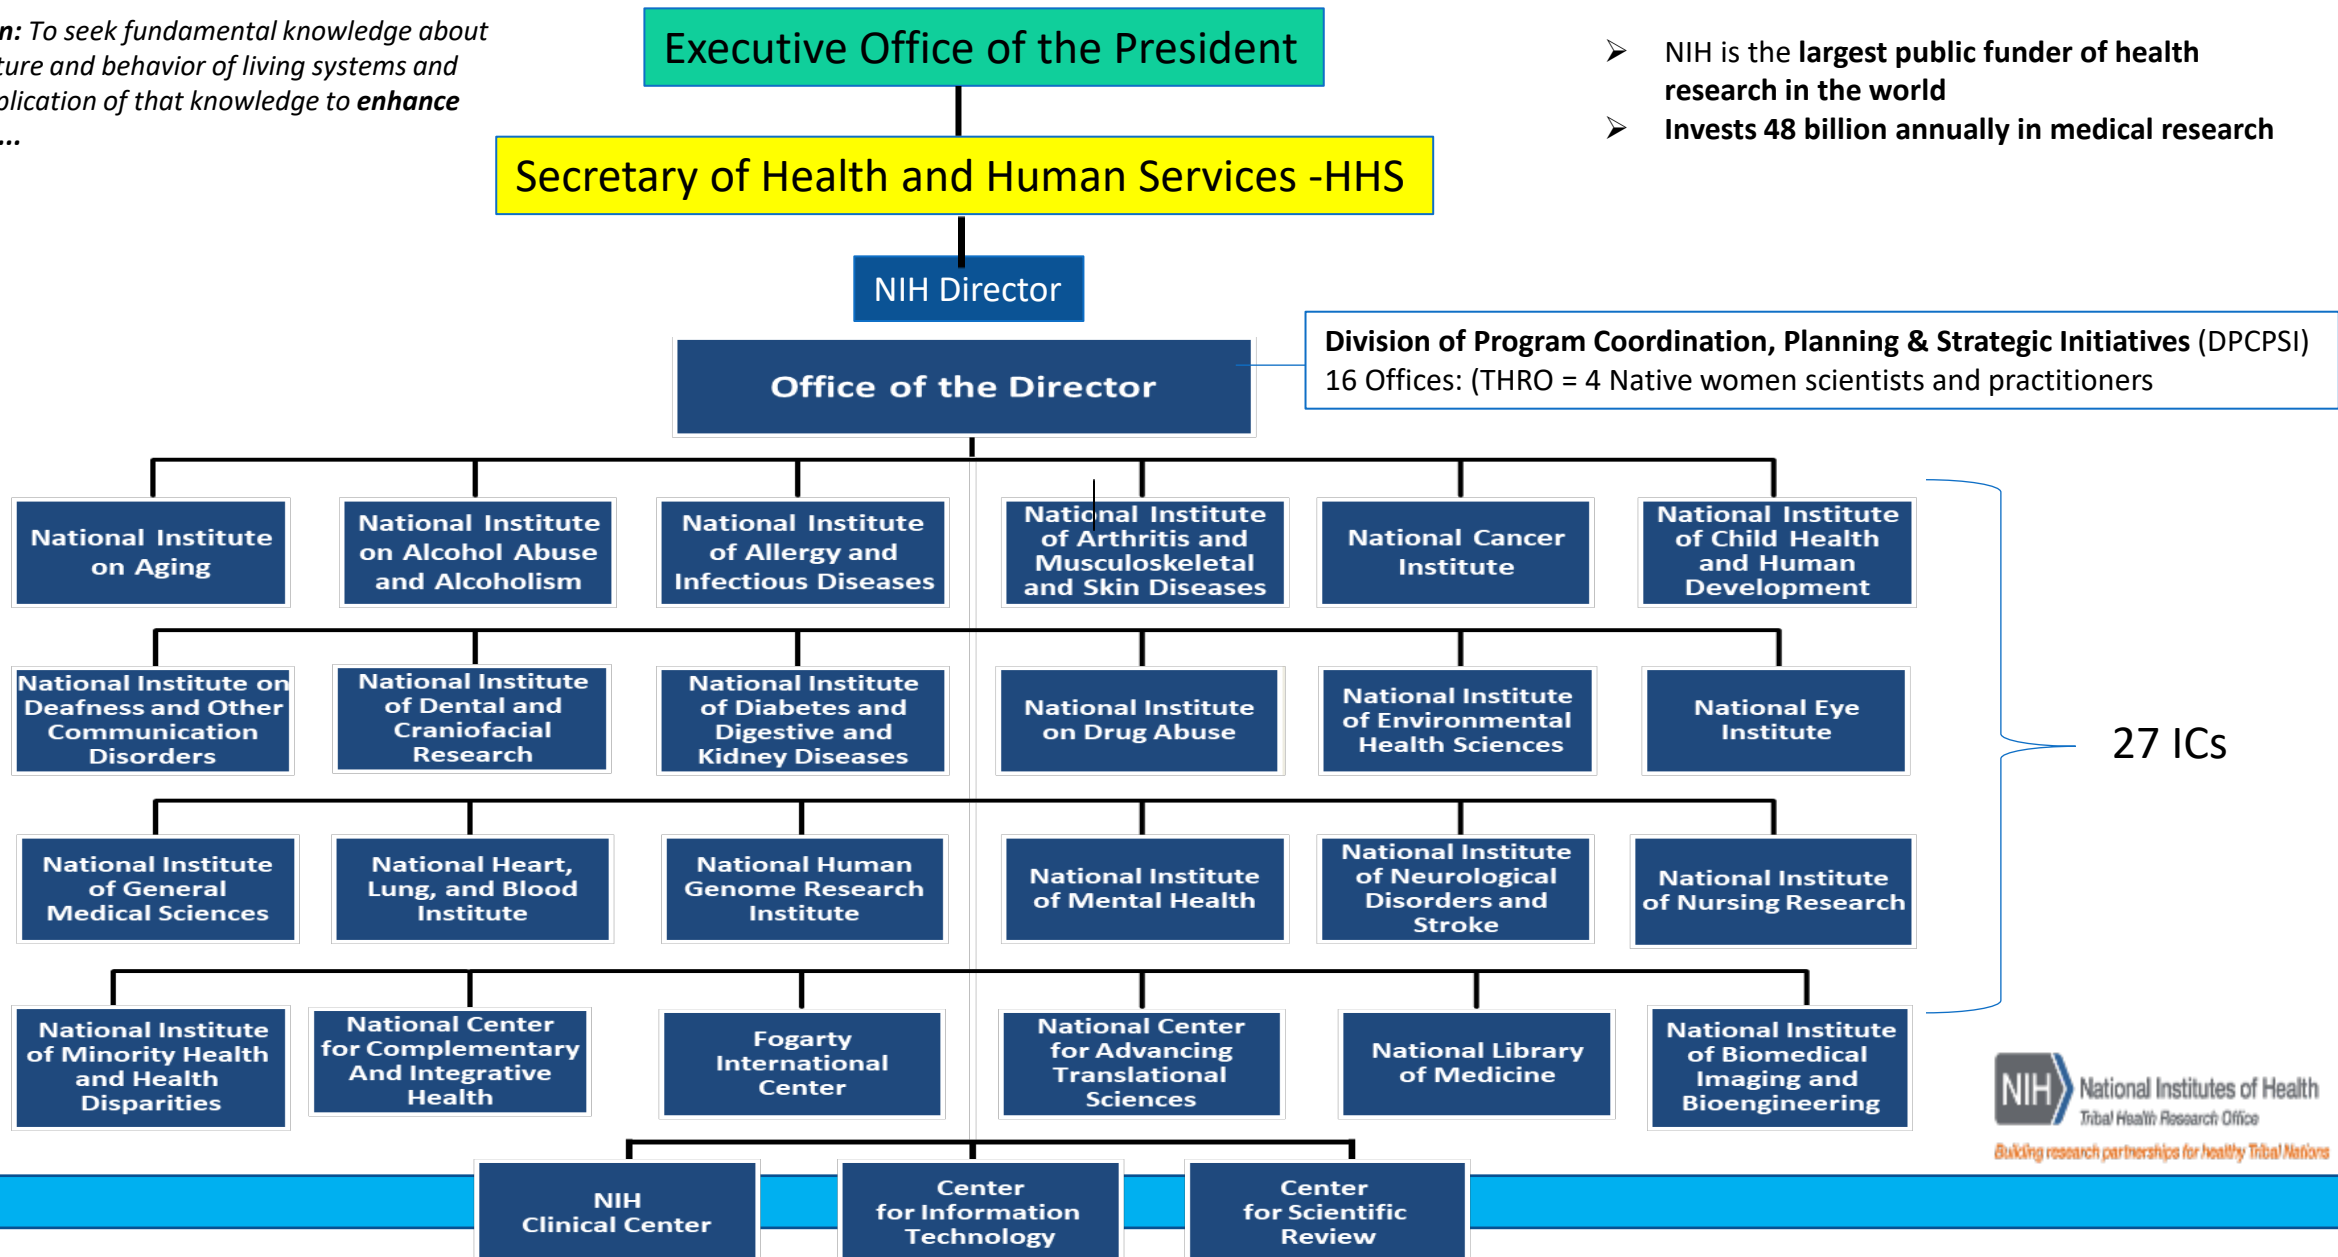 n: To seek fundamental knowledge about
ture and behavior of living systems and
plication of that knowledge to enhance
...
Executive Office of the President
➢ NIH is the largest public funder of health
research in the world
➢ Invests 48 billion annually in medical research
Secretary of Health and Human Services -HHS
NIH Director
Office of the Director
Division of Program Coordination, Planning & Strategic Initiatives (DPCPSI)
16 Offices: (THRO = 4 Native women scientists and practitioners
National Institute
on Aging
National Institute
on Alcohol Abuse
and Alcoholism
National Institute
of Allergy and
Infectious Diseases
National Institute
of Arthritis and
Musculoskeletal
and Skin Diseases
National Cancer
Institute
National Institute
of Child Health
and Human
Development
National Institute on
Deafness and Other
Communication
Disorders
National Institute
of Dental and
Craniofacial
Research
National Institute
of Diabetes and
Digestive and
Kidney Diseases
National Institute
on Drug Abuse
National Institute
of Environmental
Health Sciences
National Eye
Institute
27 ICs
National Institute
of General
Medical Sciences
National Heart,
Lung, and Blood
Institute
National Human
Genome Research
Institute
National Institute
of Mental Health
National Institute
of Neurological
Disorders and
Stroke
National Institute
of Nursing Research
National Institute
of Minority Health
and Health
Disparities
National Center
for Complementary
And Integrative
Health
Fogarty
International
Center
National Center
for Advancing
Translational
Sciences
National Library
of Medicine
National Institute
of Biomedical
Imaging and
Bioengineering
NIH National Institutes of Health
Tribal Health Research Office
Building research partnerships for healthy Tribal Nations
NIH
Clinical Center
Center
for Information
Technology
Center
for Scientific
Review